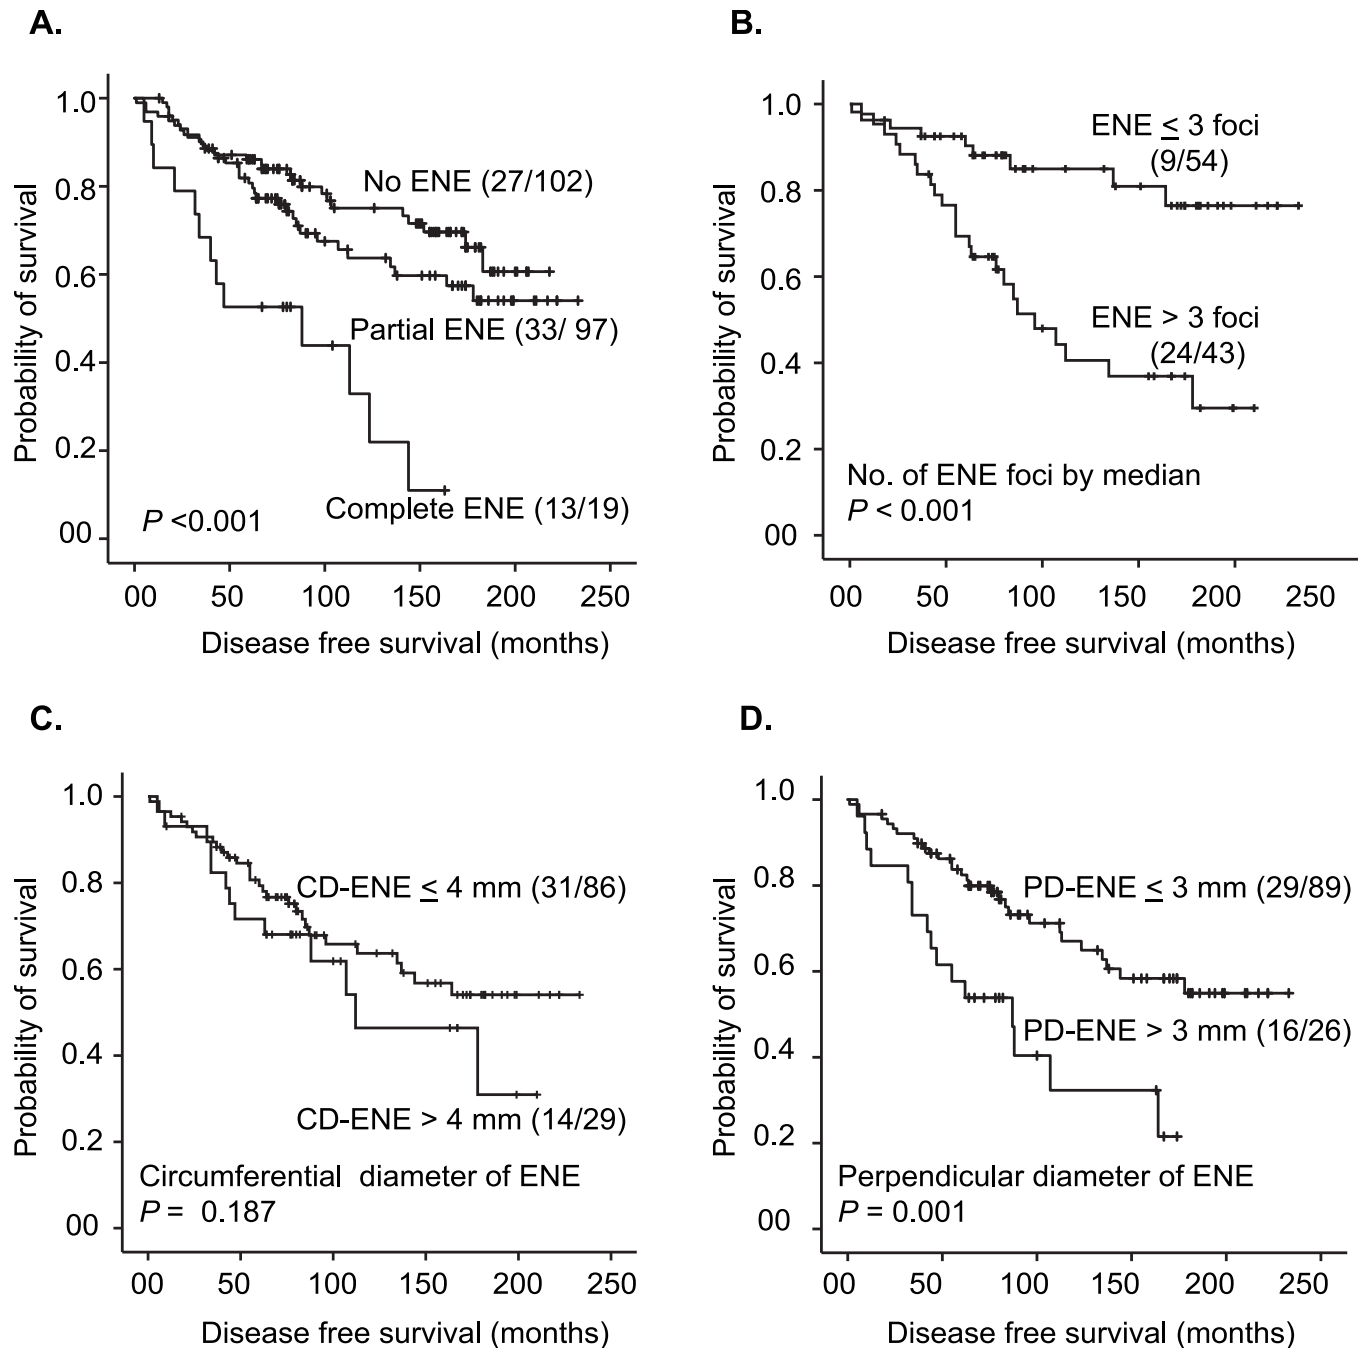 A.
Probability of survival
1.0
0.8
0.6
0.4
0.2
00
No ENE (27/102)
Partial ENE (33/ 97)
Complete ENE (13/19)
P <0.001
00 50 100 150 200 250
Disease free survival (months)
B.
Probability of survival
1.0
0.8
0.6
0.4
0.2
00
ENE ≤ 3 foci
(9/54)
ENE > 3 foci
(24/43)
No. of ENE foci by median
P < 0.001
00 50 100 150 200 250
Disease free survival (months)
C.
Probability of survival
1.0
0.8
0.6
0.4
0.2
00
CD-ENE ≤ 4 mm (31/86)
CD-ENE > 4 mm (14/29)
Circumferential diameter of ENE
P = 0.187
00 50 100 150 200 250
Disease free survival (months)
D.
Probability of survival
1.0
0.8
0.6
0.4
0.2
00
PD-ENE ≤ 3 mm (29/89)
PD-ENE > 3 mm (16/26)
Perpendicular diameter of ENE
P = 0.001
00 50 100 150 200 250
Disease free survival (months)